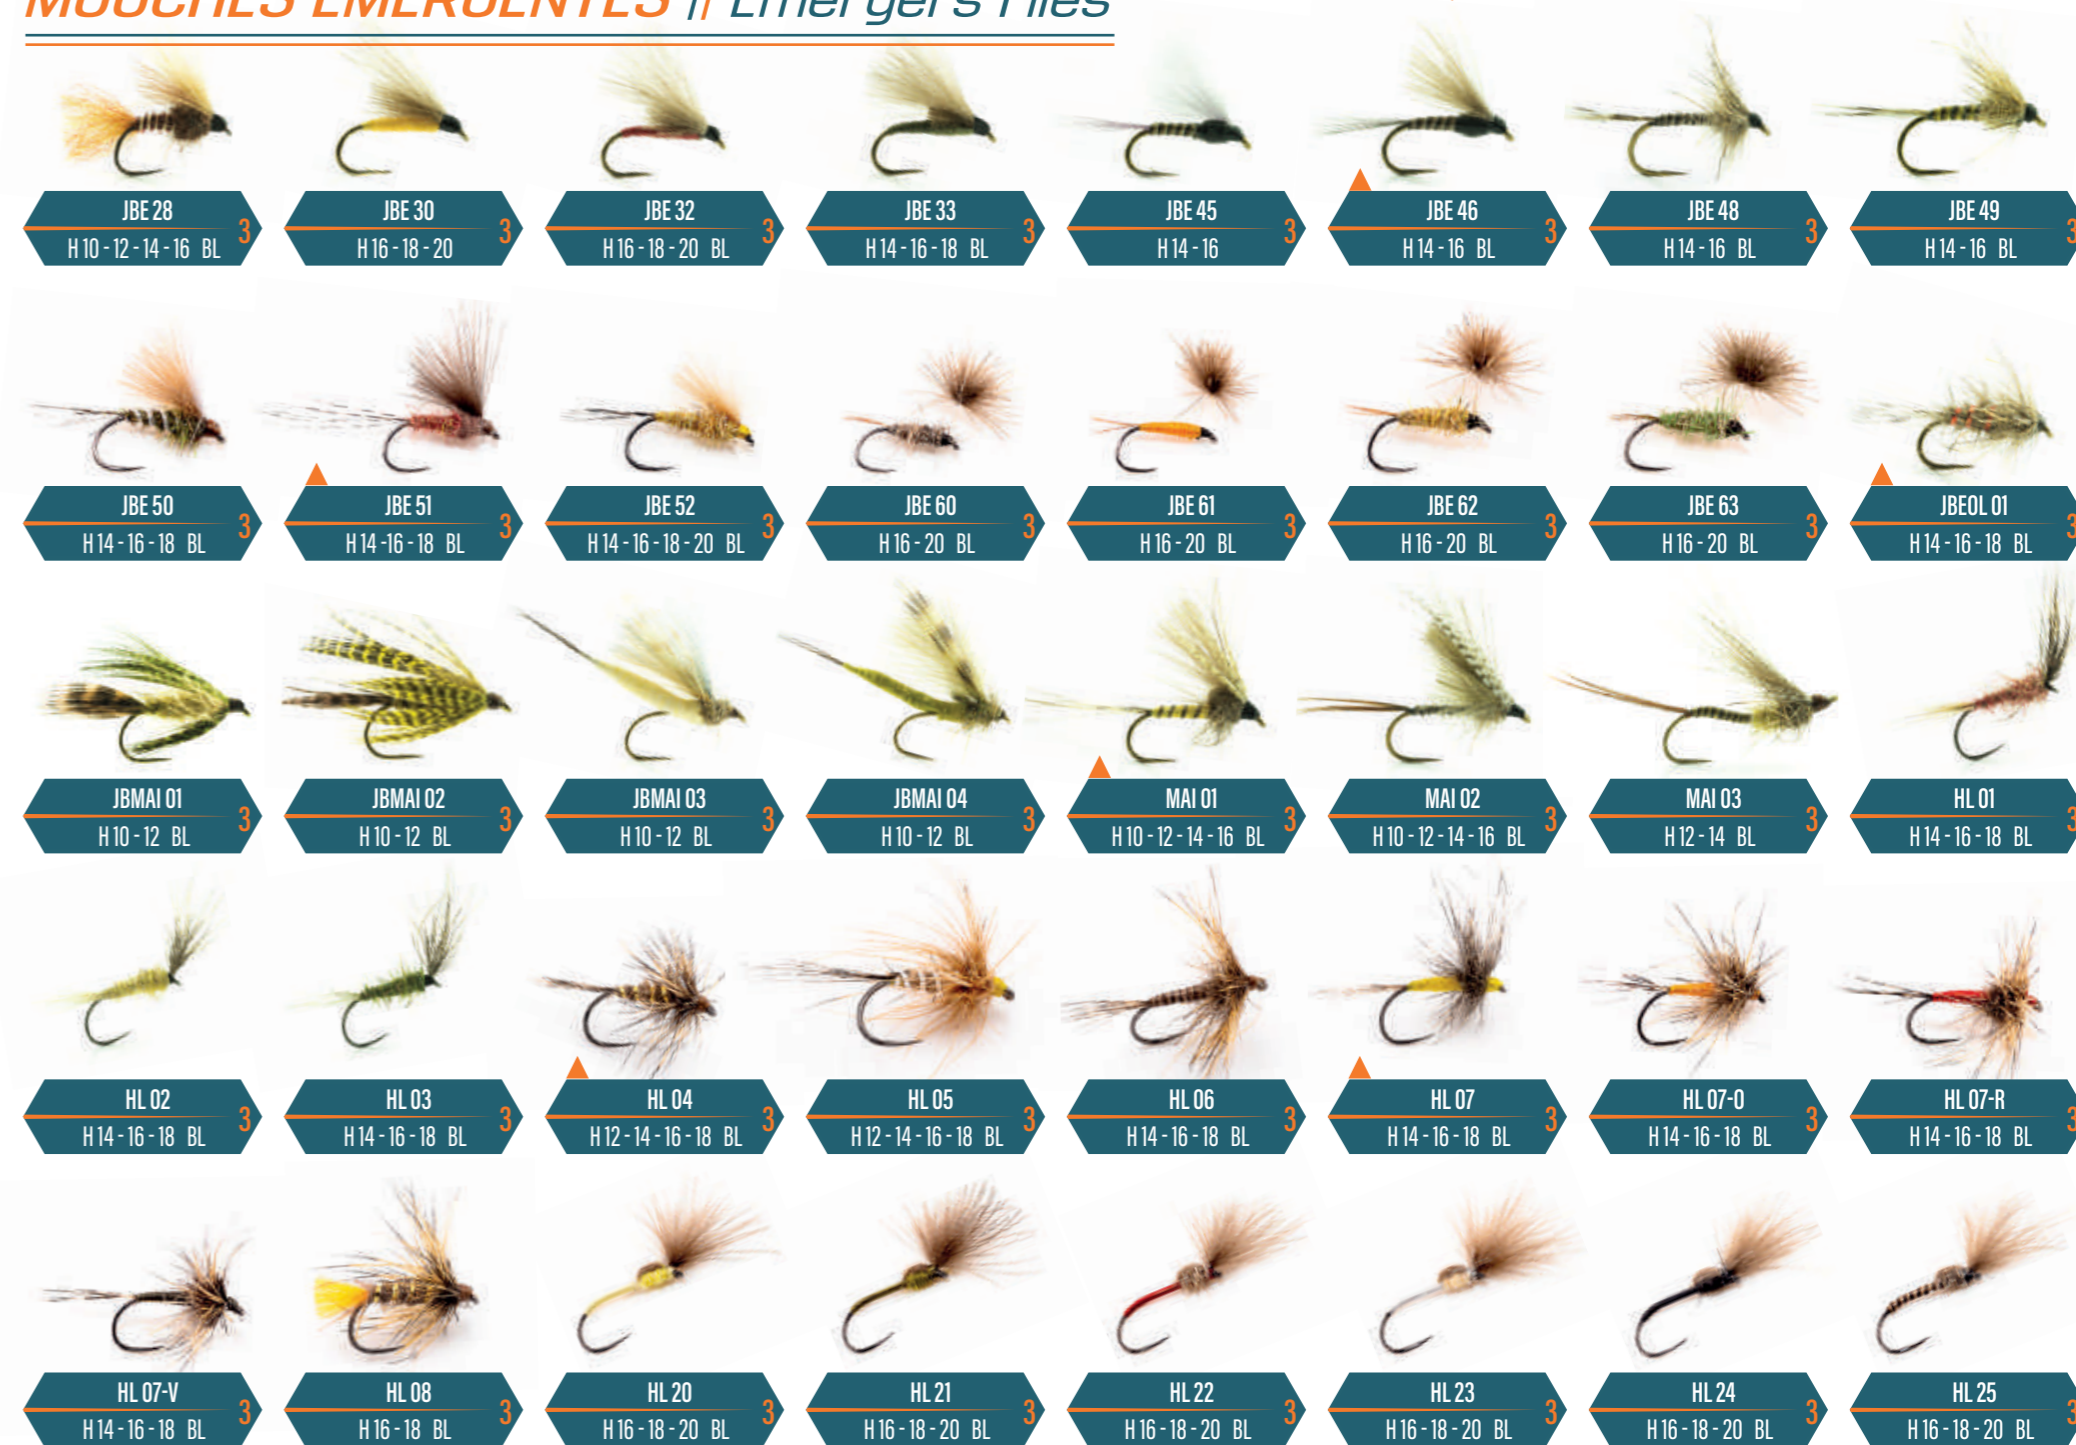 MOUCHES EMERGENTES // Emergers Flies
JBE 28
H 10 - 12 - 14 - 16 BL 3
JBE 30
H 16 - 18 - 20 3
JBE 32
H 16 - 18 - 20 BL 3
JBE 33
H 14 - 16 - 18 BL 3
JBE 45
H 14 - 16 3
JBE 46
H 14 - 16 BL 3
JBE 48
H 14 - 16 BL 3
JBE 49
H 14 - 16 BL 3
JBE 50
H 14 - 16 - 18 BL 3
JBE 51
H 14 -16 - 18 BL 3
JBE 52
H 14 - 16 - 18 - 20 BL 3
JBE 60
H 16 - 20 BL 3
JBE 61
H 16 - 20 BL 3
JBE 62
H 16 - 20 BL 3
JBE 63
H 16 - 20 BL 3
JBEOL 01
H 14 - 16 - 18 BL 3
JBMAI 01
H 10 - 12 BL 3
JBMAI 02
H 10 - 12 BL 3
JBMAI 03
H 10 - 12 BL 3
JBMAI 04
H 10 - 12 BL 3
MAI 01
H 10 - 12 - 14 - 16 BL 3
MAI 02
H 10 - 12 - 14 - 16 BL 3
MAI 03
H 12 - 14 BL 3
HL 01
H 14 - 16 - 18 BL 3
HL 02
H 14 - 16 - 18 BL 3
HL 03
H 14 - 16 - 18 BL 3
HL 04
H 12 - 14 - 16 - 18 BL 3
HL 05
H 12 - 14 - 16 - 18 BL 3
HL 06
H 14 - 16 - 18 BL 3
HL 07
H 14 - 16 - 18 BL 3
HL 07-O
H 14 - 16 - 18 BL 3
HL 07-R
H 14 - 16 - 18 BL 3
HL 07-V
H 14 - 16 - 18 BL 3
HL 08
H 16 - 18 BL 3
HL 20
H 16 - 18 - 20 BL 3
HL 21
H 16 - 18 - 20 BL 3
HL 22
H 16 - 18 - 20 BL 3
HL 23
H 16 - 18 - 20 BL 3
HL 24
H 16 - 18 - 20 BL 3
HL 25
H 16 - 18 - 20 BL 3